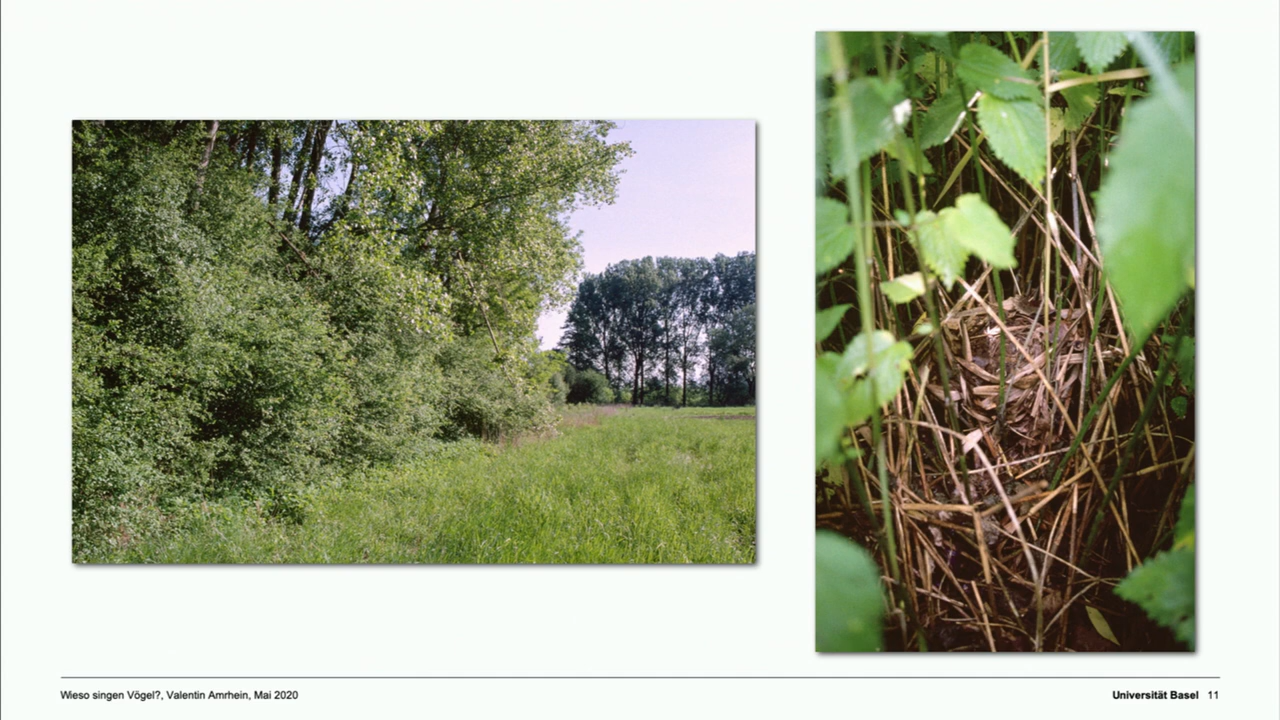 Wieso singen Vögel?, Valentin Amrhein, Mai 2020
Universität Basel 11